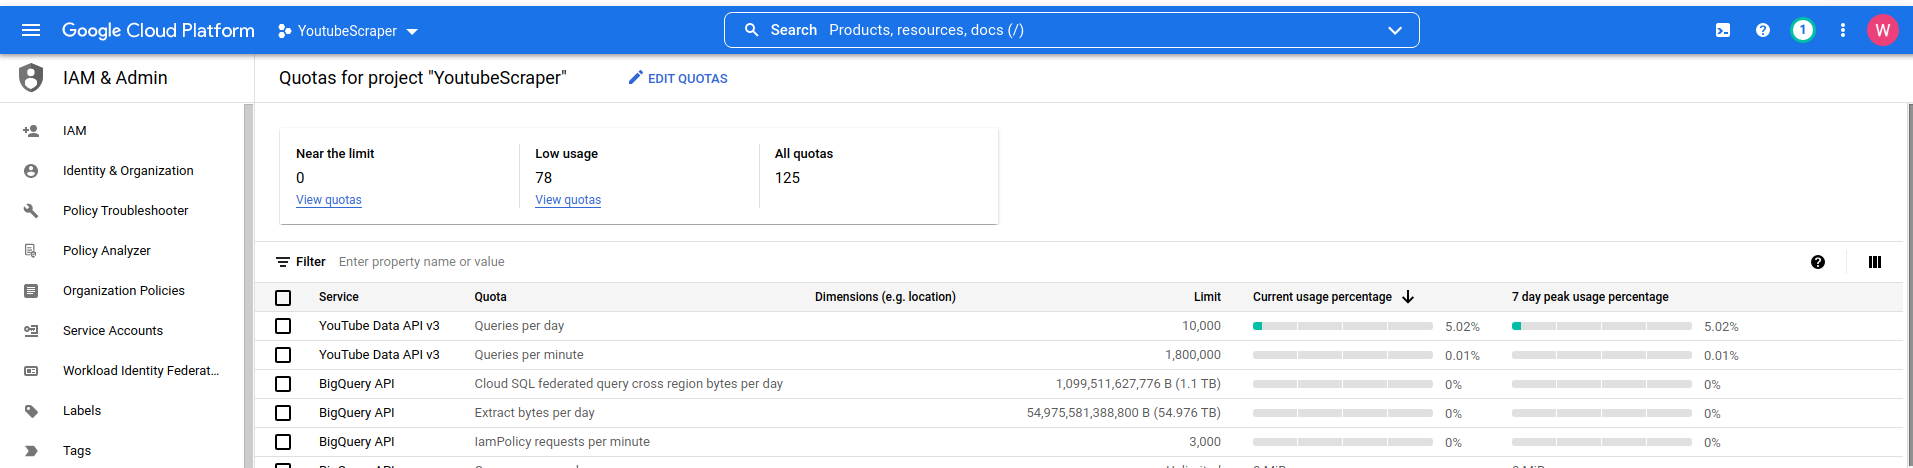 Google Cloud Platform YoutubeScraper Search Products, resources, docs (/) 1 W
IAM & Admin
Quotas for project "YoutubeScraper" EDIT QUOTAS
IAM
Identity & Organization
Policy Troubleshooter
Policy Analyzer
Organization Policies
Service Accounts
Workload Identity Federat...
Labels
Tags
Near the limit Low usage All quotas
0 78 125
View quotas View quotas
Filter Enter property name or value
Service Quota Dimensions (e.g. location) Limit Current usage percentage 7 day peak usage percentage
YouTube Data API v3 Queries per day 10,000 5.02% 5.02%
YouTube Data API v3 Queries per minute 1,800,000 0.01% 0.01%
BigQuery API Cloud SQL federated query cross region bytes per day 1,099,511,627,776 B (1.1 TB) 0% 0%
BigQuery API Extract bytes per day 54,975,581,388,800 B (54.976 TB) 0% 0%
BigQuery API IamPolicy requests per minute 3,000 0% 0%